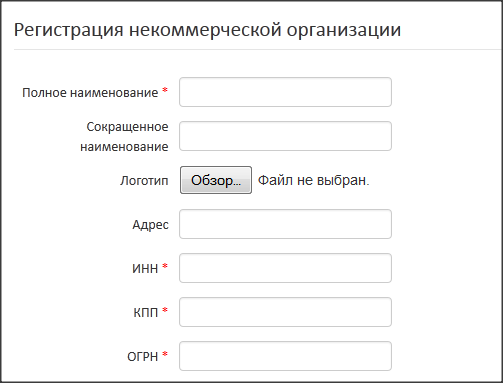 Регистрация некоммерческой организации
Полное наименование *
Сокращенное
наименование
Логотип Обзор... Файл не выбран.
Адрес
ИНН *
КПП *
ОГРН *